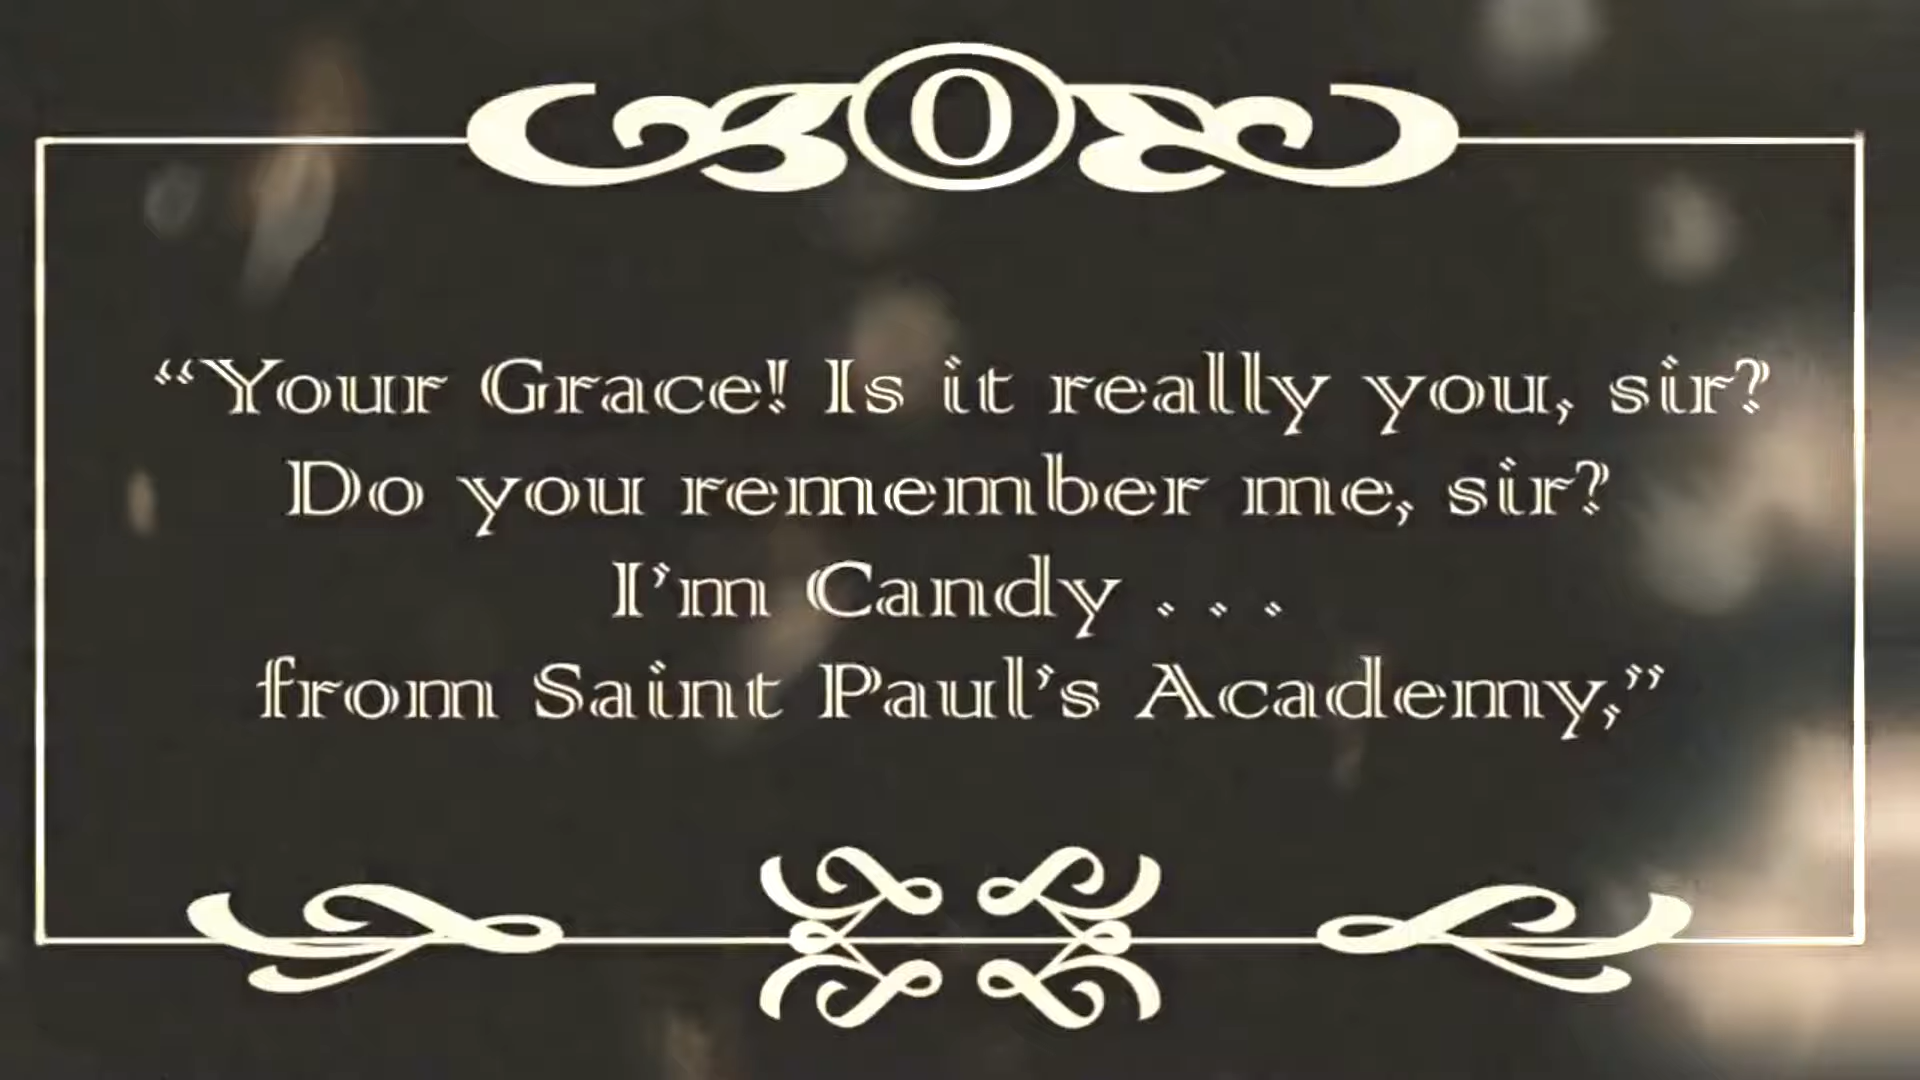 O
“Your Grace! Is it really you, sir?
Do you remember me, sir?
I’m Candy . . .
from Saint Paul’s Academy,”